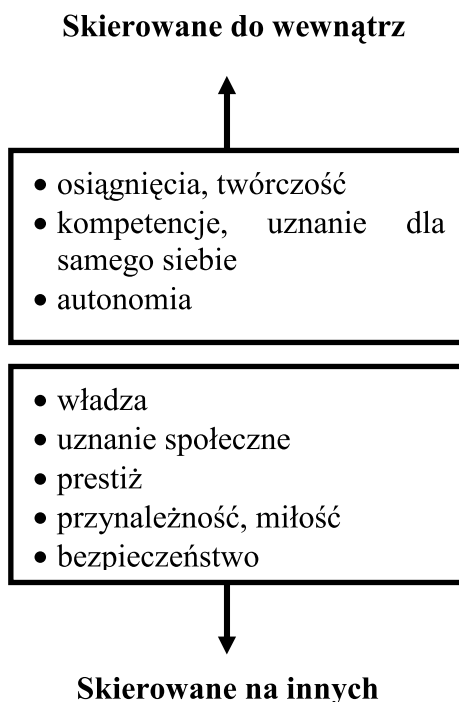 Skierowane do wewnątrz
• osiągnięcia, twórczość
• kompetencje, uznanie dla
samego siebie
• autonomia
• władza
• uznanie społeczne
• prestiż
• przynależność, miłość
• bezpieczeństwo
Skierowane na innych